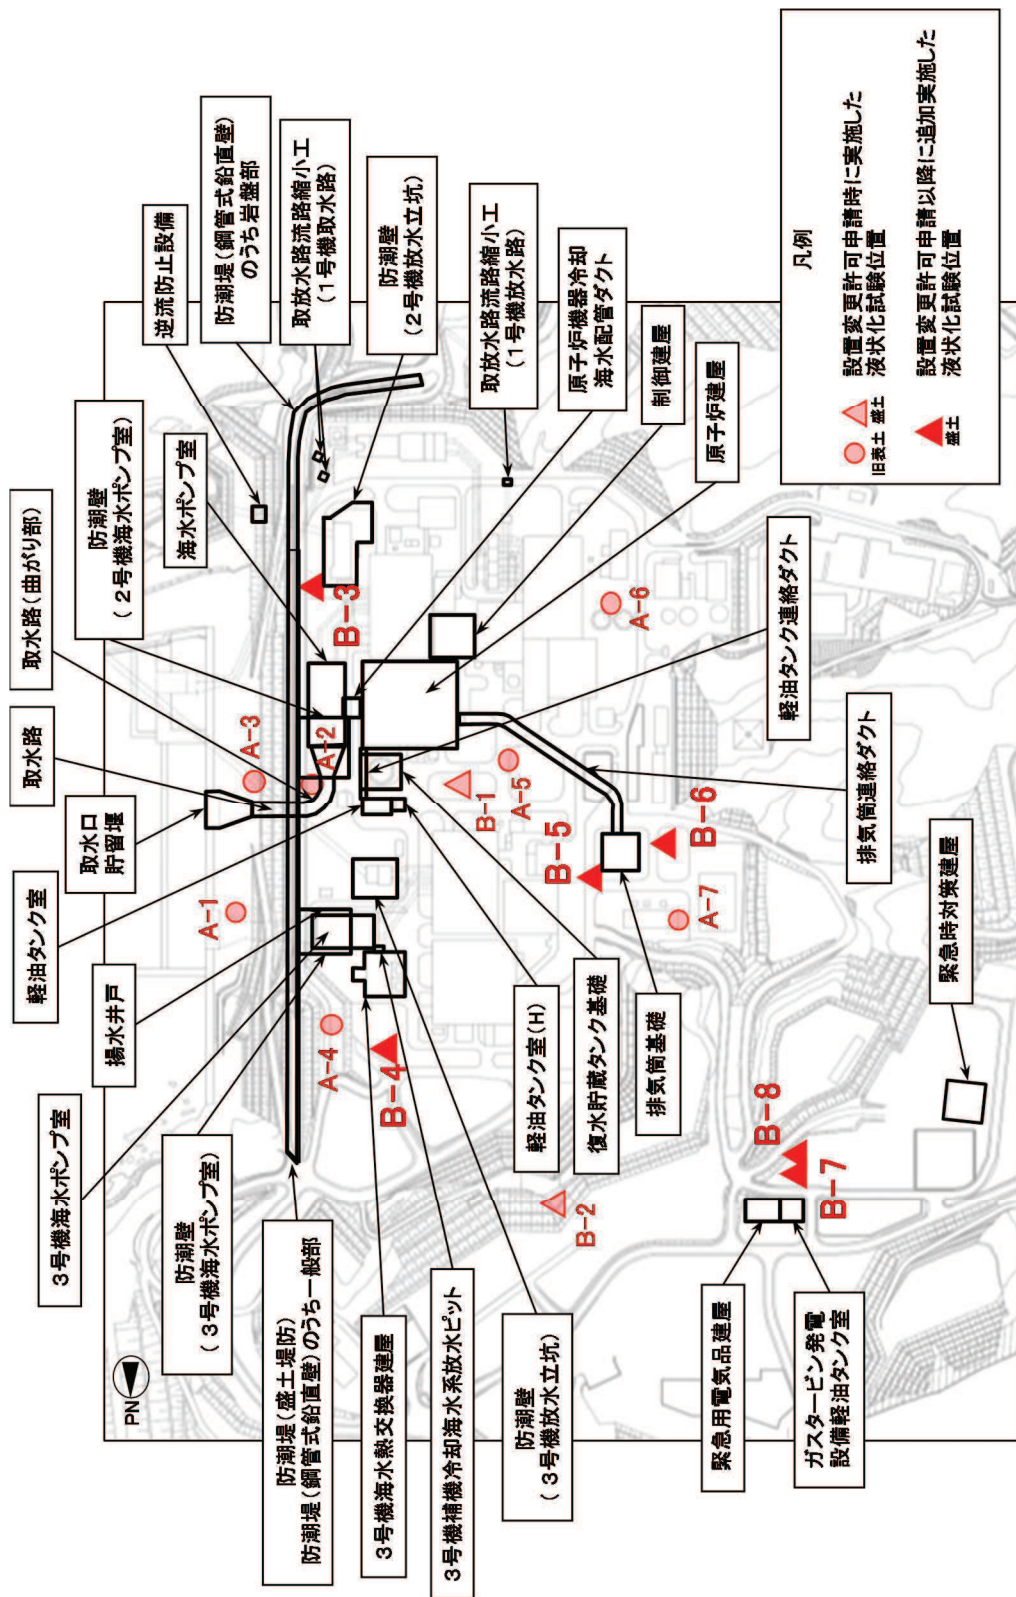 PN
3号機海水ポンプ室
揚水井戸
軽油タンク室
取水口
貯留堰
取水路
取水路(曲がり部)
防潮壁
(2号機海水ポンプ室)
海水ポンプ室
逆流防止設備
防潮堤(鋼管式鉛直壁)
のうち岩盤部
取放水路流路縮小工
(1号機取水路)
防潮壁
(2号機放水立坑)
取放水路流路縮小工
(1号機放水路)
原子炉機器冷却
海水配管ダクト
制御建屋
原子炉建屋
軽油タンク連絡ダクト
排気筒連絡ダクト
緊急時対策建屋
防潮壁
(3号機海水ポンプ室)
防潮堤(盛土堤防)
防潮堤(鋼管式鉛直壁)のうち一般部
3号機海水熱交換器建屋
3号機補機冷却海水系放水ピット
防潮壁
(3号機放水立坑)
軽油タンク室(H)
復水貯蔵タンク基礎
排気筒基礎
緊急用電気品建屋
ガスタービン発電
設備軽油タンク室
A-1
A-2
A-3
A-4
A-5
A-6
A-7
B-1
B-2
B-3
B-4
B-5
B-6
B-7
B-8
凡例
旧表土 盛土
設置変更許可申請時に実施した
液状化試験位置
盛土
設置変更許可申請以降に追加実施した
液状化試験位置